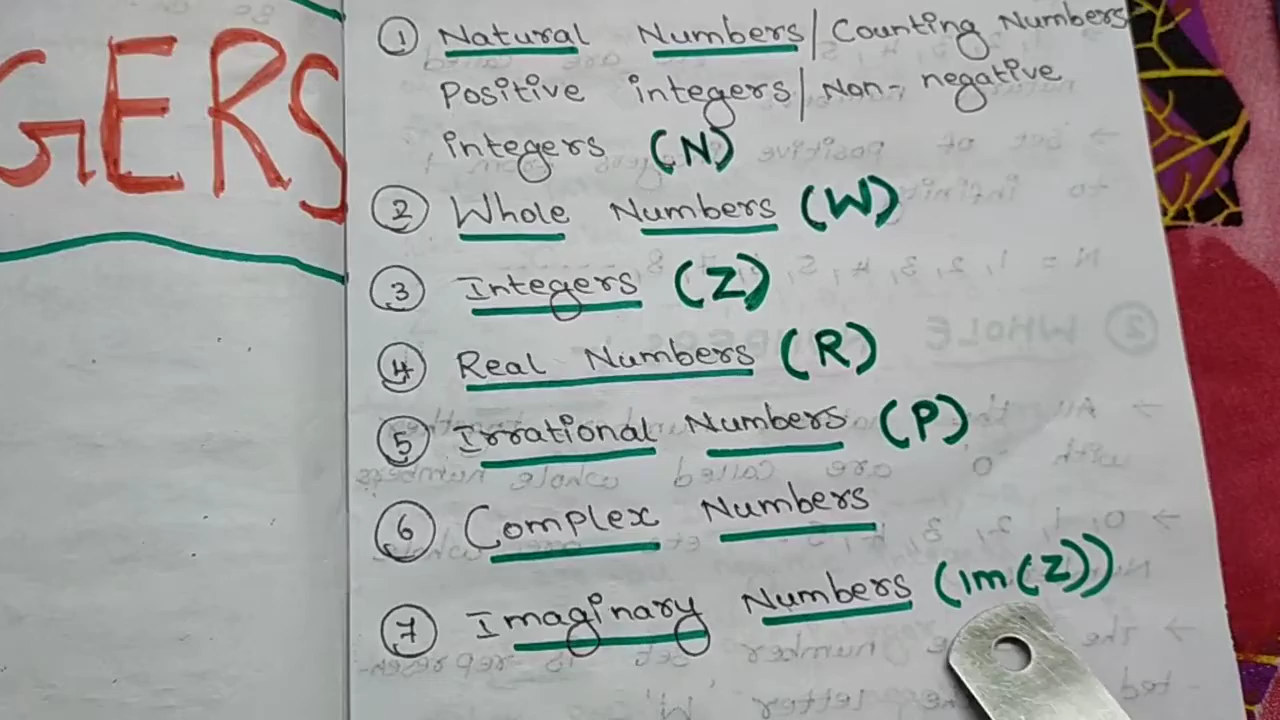 GERS
① Natural Numbers/Counting Numbers
Positive integers/Non-negative
integers (N)
② Whole Numbers (W)
③ Integers (Z)
④ Real Numbers (R)
⑤ Irrational Numbers (P)
⑥ Complex Numbers
⑦ Imaginary Numbers (Im(Z))